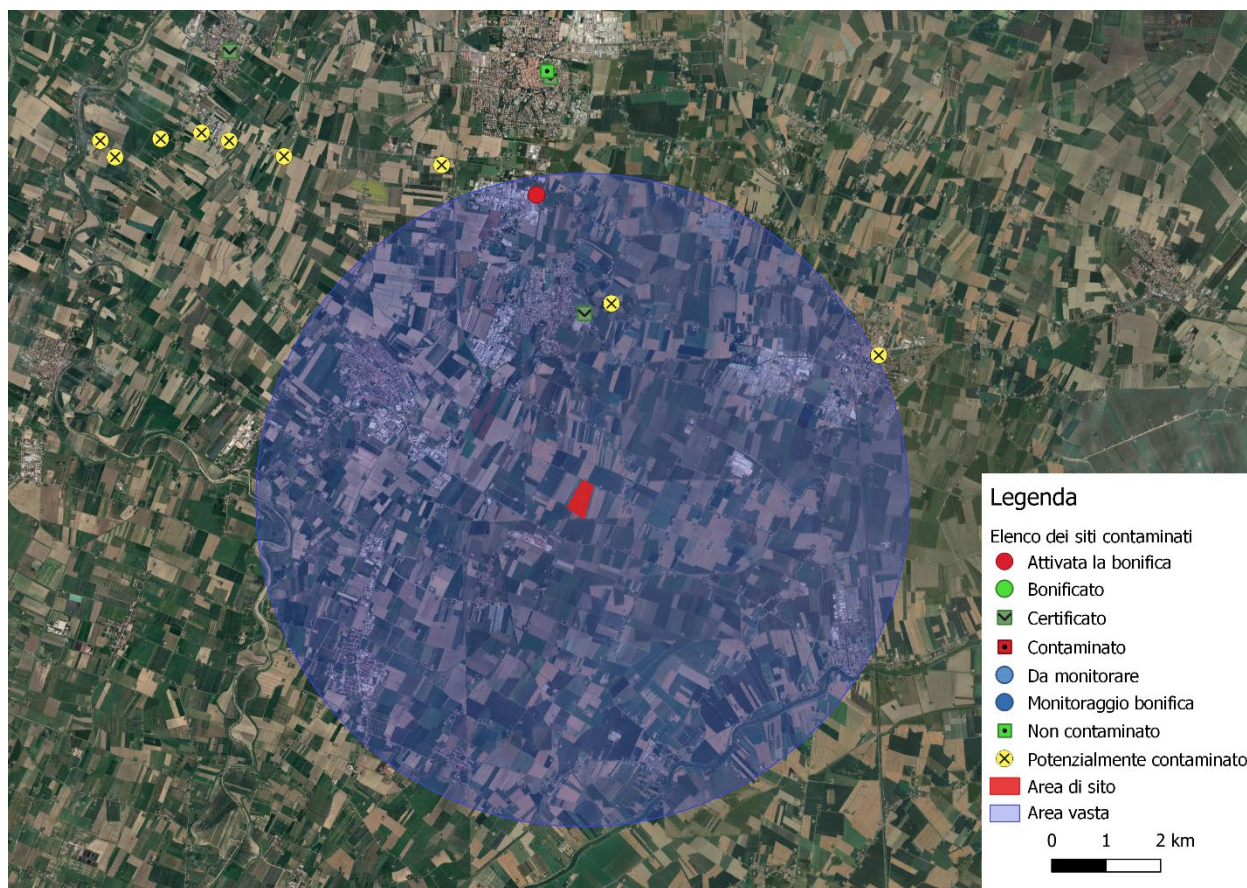 Legenda
Elenco dei siti contaminati
Attivata la bonifica
Bonificato
Certificato
Contaminato
Da monitorare
Monitoraggio bonifica
Non contaminato
Potenzialmente contaminato
Area di sito
Area vasta
0 1 2 km